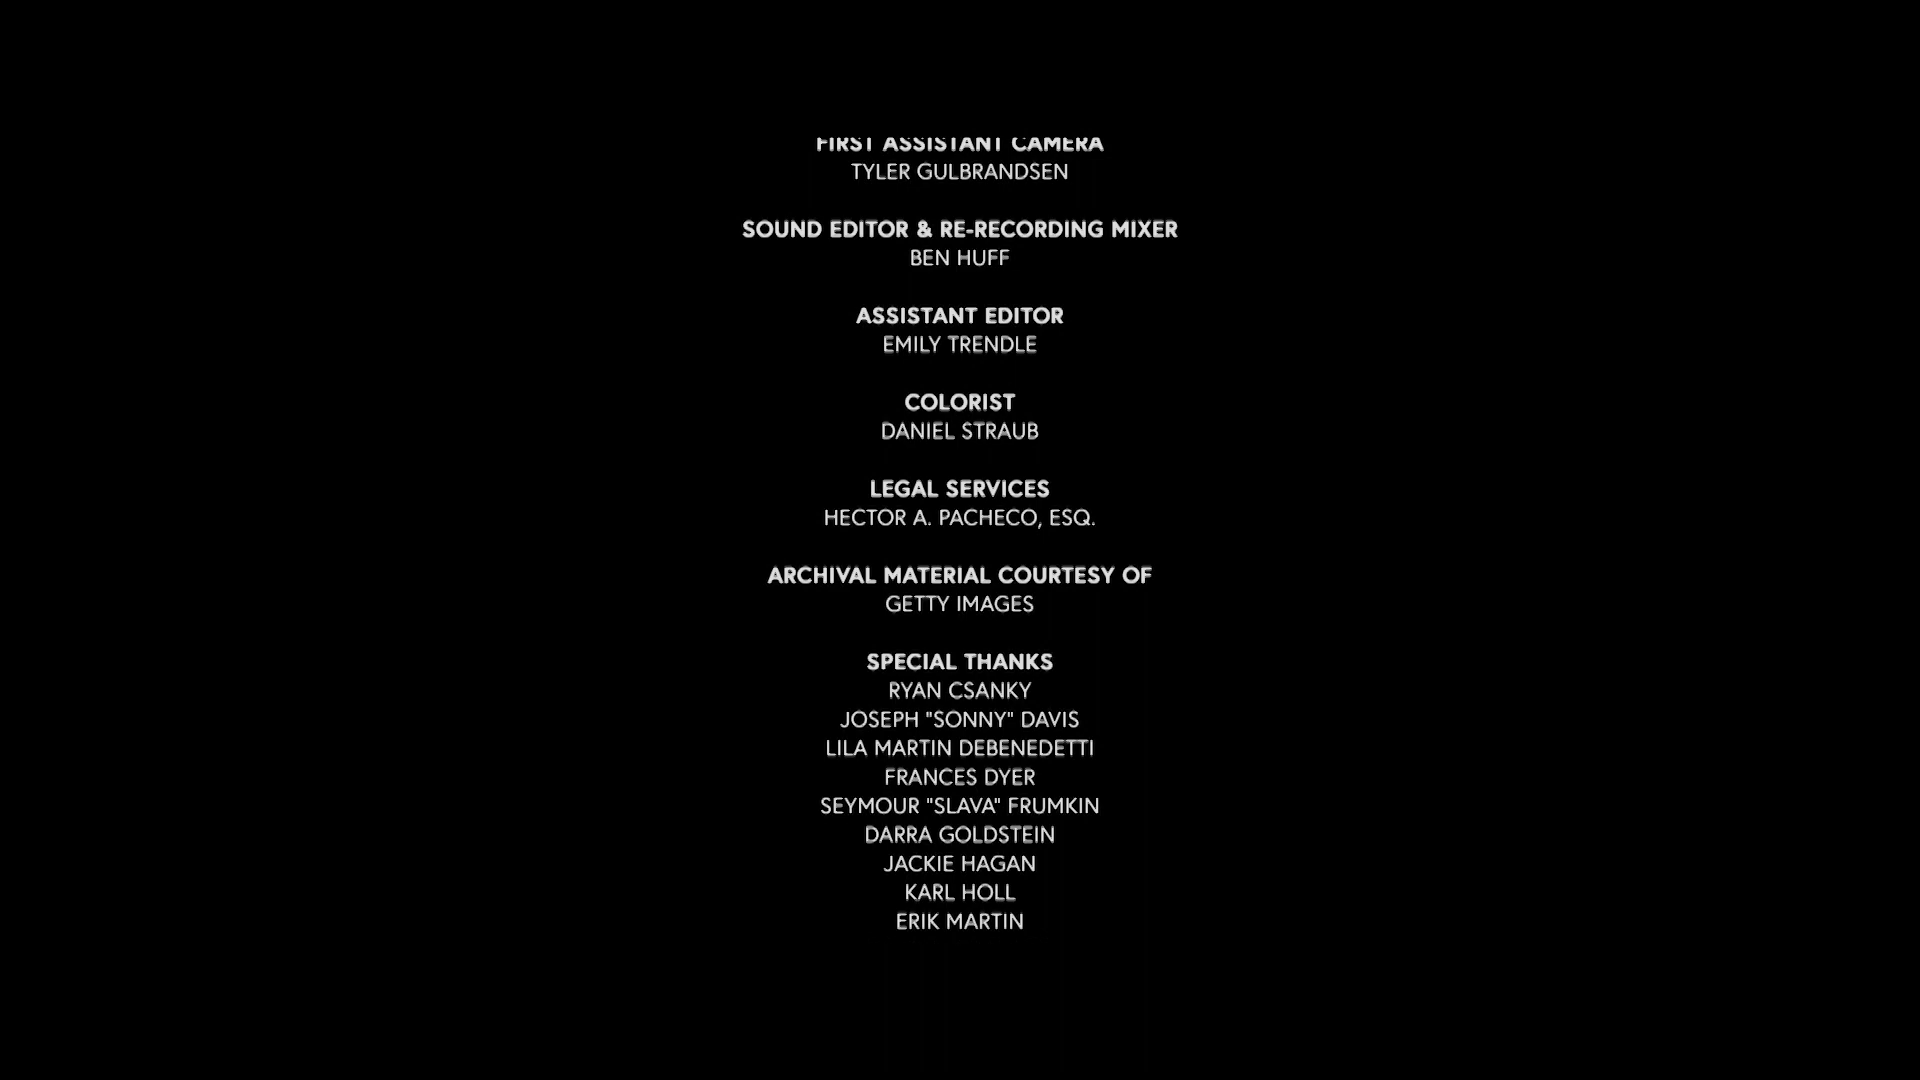 FIRST ASSISTANT CAMERA
TYLER GULBRANDSEN
SOUND EDITOR & RE-RECORDING MIXER
BEN HUFF
ASSISTANT EDITOR
EMILY TRENDLE
COLORIST
DANIEL STRAUB
LEGAL SERVICES
HECTOR A. PACHECO, ESQ.
ARCHIVAL MATERIAL COURTESY OF
GETTY IMAGES
SPECIAL THANKS
RYAN CSANKY
JOSEPH "SONNY" DAVIS
LILA MARTIN DEBENEDETTI
FRANCES DYER
SEYMOUR "SLAVA" FRUMKIN
DARRA GOLDSTEIN
JACKIE HAGAN
KARL HOLL
ERIK MARTIN